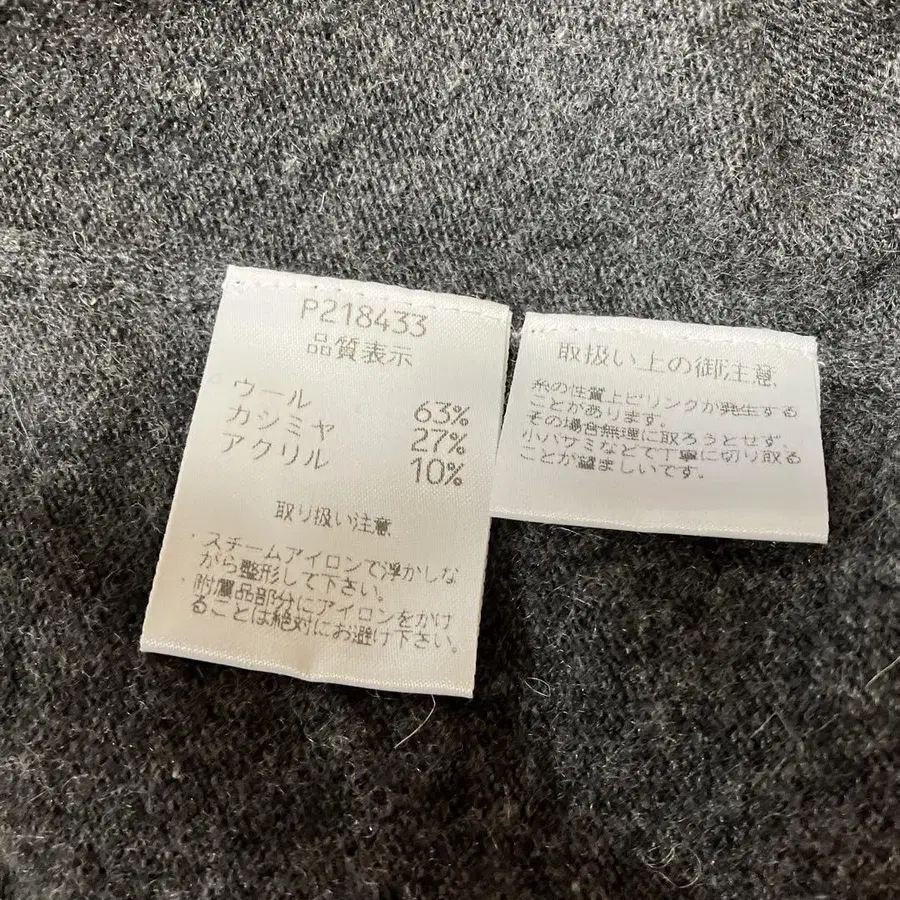 P218433
品質表示
ウール 63%
カシミヤ 27%
アクリル 10%
取り扱い注意
・スチームアイロンで浮かしな
がら整形して下さい。
・附属品部分にアイロンをかけ
ることは絶対にお避け下さい。
取扱い上の御注意
糸の性質上ピリングが発生する
ことがあります。
その場合無理に取ろうとせず、
小バサミなどで丁寧に切り取る
ことが望ましいです。